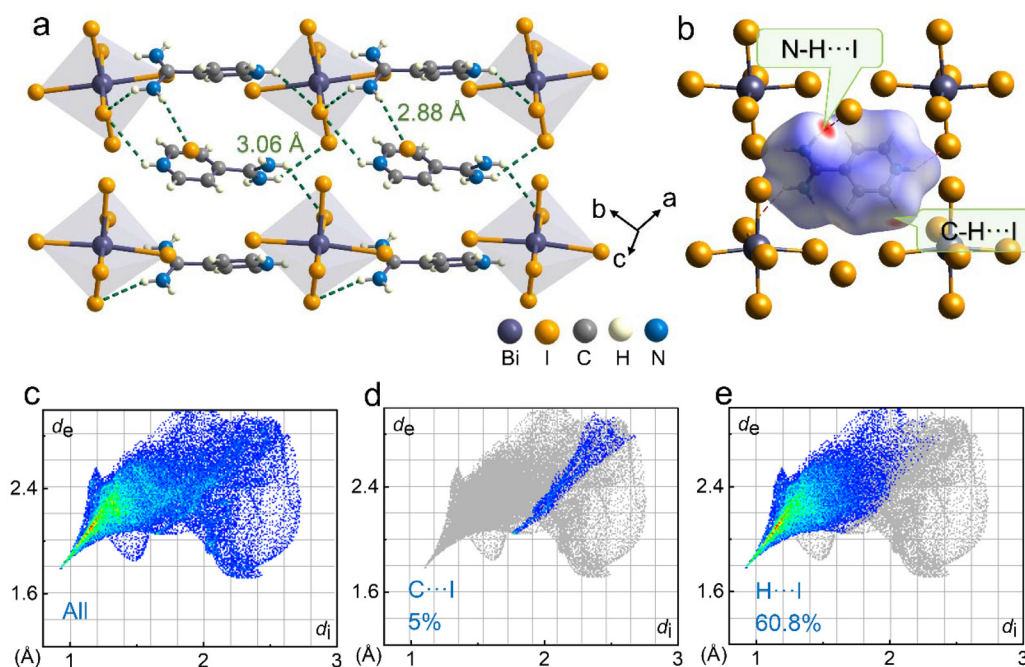 a
2.88 Å
3.06 Å
b
a
c
Bi I C H N
b
N-H···I
C-H···I
c
de
2.4
1.6
All
di
(Å) 1 2 3
d
de
2.4
1.6
C···I
5%
di
(Å) 1 2 3
e
de
2.4
1.6
H···I
60.8%
di
(Å) 1 2 3